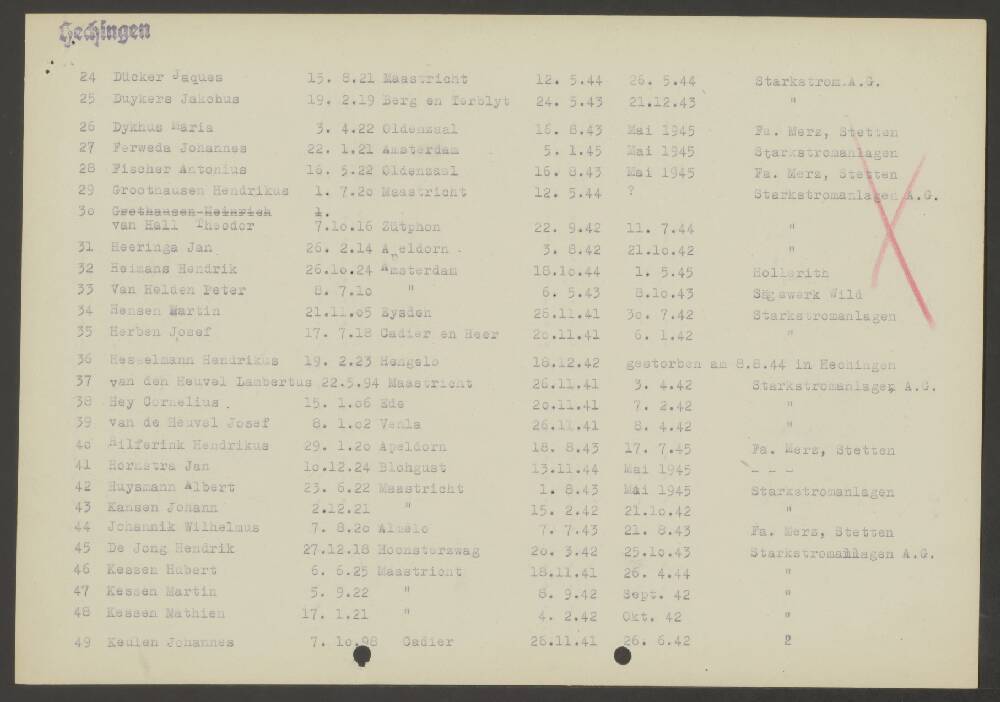 Hechingen
24 Dücker Jaques 15. 8.21 Maastricht 12. 5.44 26. 5.44 Starkstrom.A.G.
25 Duykers Jakobus 19. 2.19 Berg en Terblyt 24. 5.43 21.12.43 "
26 Dykhus Maria 3. 4.22 Oldenzaal 16. 8.43 Mai 1945 Fa. Merz, Stetten
27 Ferweda Johannes 22. 1.21 Amsterdam 5. 1.45 Mai 1945 Starkstromanlagen
28 Fischer Antonius 16. 5.22 Oldenzaal 16. 8.43 Mai 1945 Fa. Merz, Stetten
29 Groothausen Hendrikus 1. 7.2o Maastricht 12. 5.44 ? Starkstromanlagen A.G.
3o Grethausen Heinrich 1.
van Hall Theodor 7.1o.16 Zütphon 22. 9.42 11. 7.44 "
31 Heeringa Jan 26. 2.14 Apeldorn . 3. 8.42 21.1o.42 "
32 Heimans Hendrik 26.1o.24 Amsterdam 18.1o.44 1. 5.45 Hollerith
33 Van Helden Peter 8. 7.1o " 6. 5.43 8.1o.43 Sägewerk Wild
34 Hensen Martin 21.11.o5 Eysden 26.11.41 3o. 7.42 Starkstromanlagen
35 Herben Josef 17. 7.18 Cadier en Heer 2o.11.41 6. 1.42 "
36 Hesselmann Hendrikus 19. 2.23 Hengelo 18.12.42 gestorben am 8.8.44 in Hechingen
37 van den Heuvel Lambertus 22.5.94 Maastricht 26.11.41 3. 4.42 Starkstromanlagen A.G.
38 Hey Cornelius . 15. 1.o6 Ede 2o.11.41 7. 2.42 "
39 van de Heuvel Josef 8. 1.o2 Venla 26.11.41 8. 4.42 "
4o Hilferink Hendrikus 29. 1.2o Apeldorn 18. 8.43 17. 7.45 Fa. Merz, Stetten
41 Hornstra Jan 1o.12.24 Blohgust 13.11.44 Mai 1945 - - -
42 Huysmann Albert 23. 6.22 Maastricht 1. 8.43 Mai 1945 Starkstromanlagen
43 Kansen Johann 2.12.21 " 15. 2.42 21.1o.42 "
44 Johannik Wilhelmus 7. 8.2o Almelo 7. 7.43 21. 8.43 Fa. Merz, Stetten
45 De Jong Hendrik 27.12.18 Hoonsterzwag 2o. 3.42 25.1o.43 Starkstromanlagen A.G.
46 Kessen Hubert 6. 6.25 Maastricht 18.11.41 26. 4.44 "
47 Kessen Martin 5. 9.22 " 8. 9.42 Sept. 42 "
48 Kessen Mathien 17. 1.21 " 4. 2.42 Okt. 42 "
49 Keulen Johannes 7. 1o.98 Cadier 26.11.41 26. 6.42